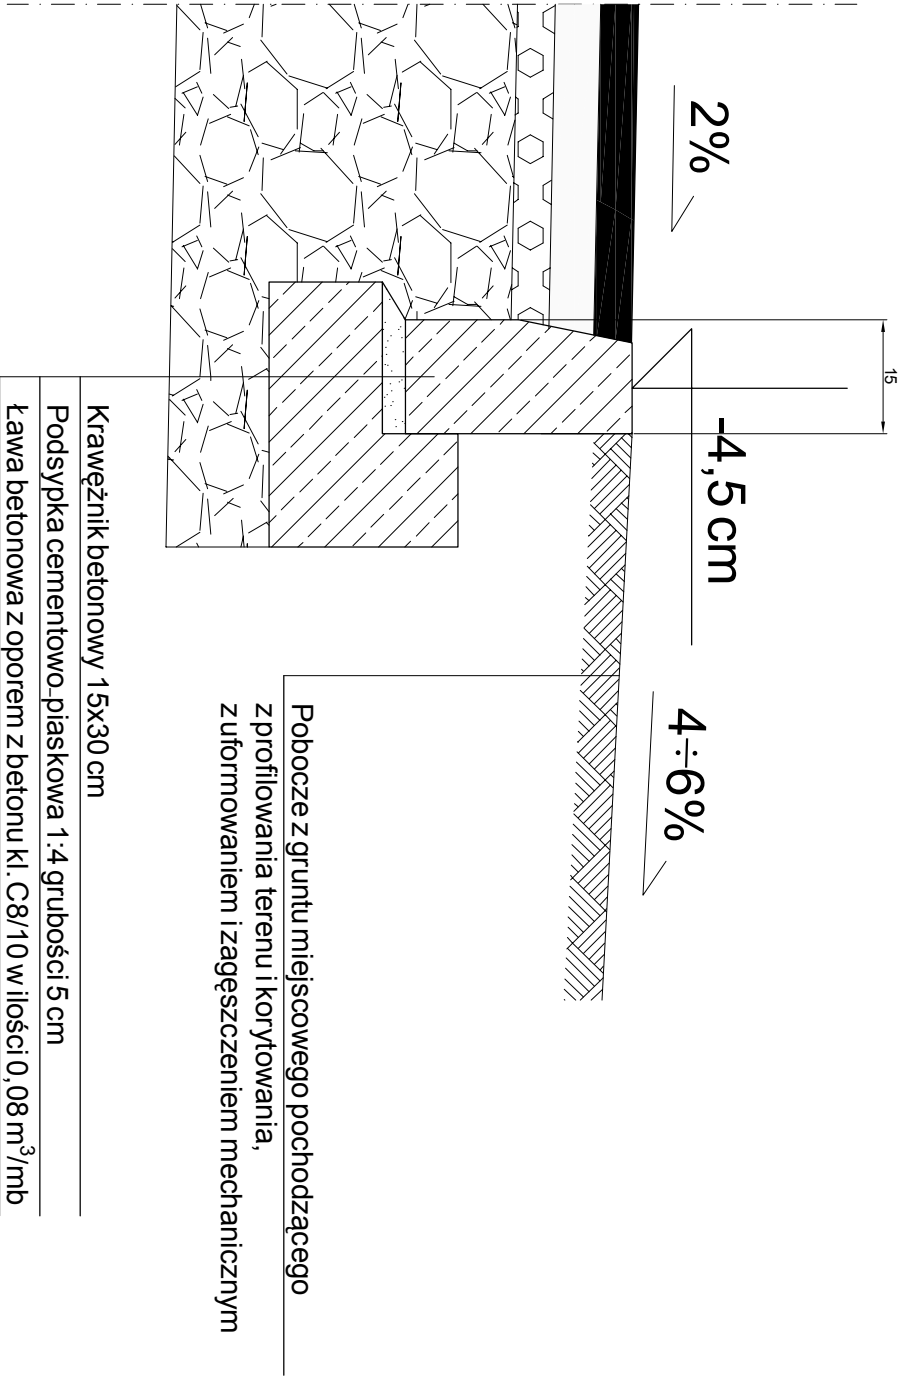 15
2%
-4,5 cm
4÷6%
Pobocze z gruntu miejscowego pochodzącego
z profilowania terenu i korytowania,
z uformowaniem i zagęszczeniem mechanicznym
Krawężnik betonowy 15x30 cm
Podsypka cementowo-piaskowa 1:4 grubości 5 cm
Ława betonowa z oporem z betonu kl. C8/10 w ilości 0,08 m³/mb